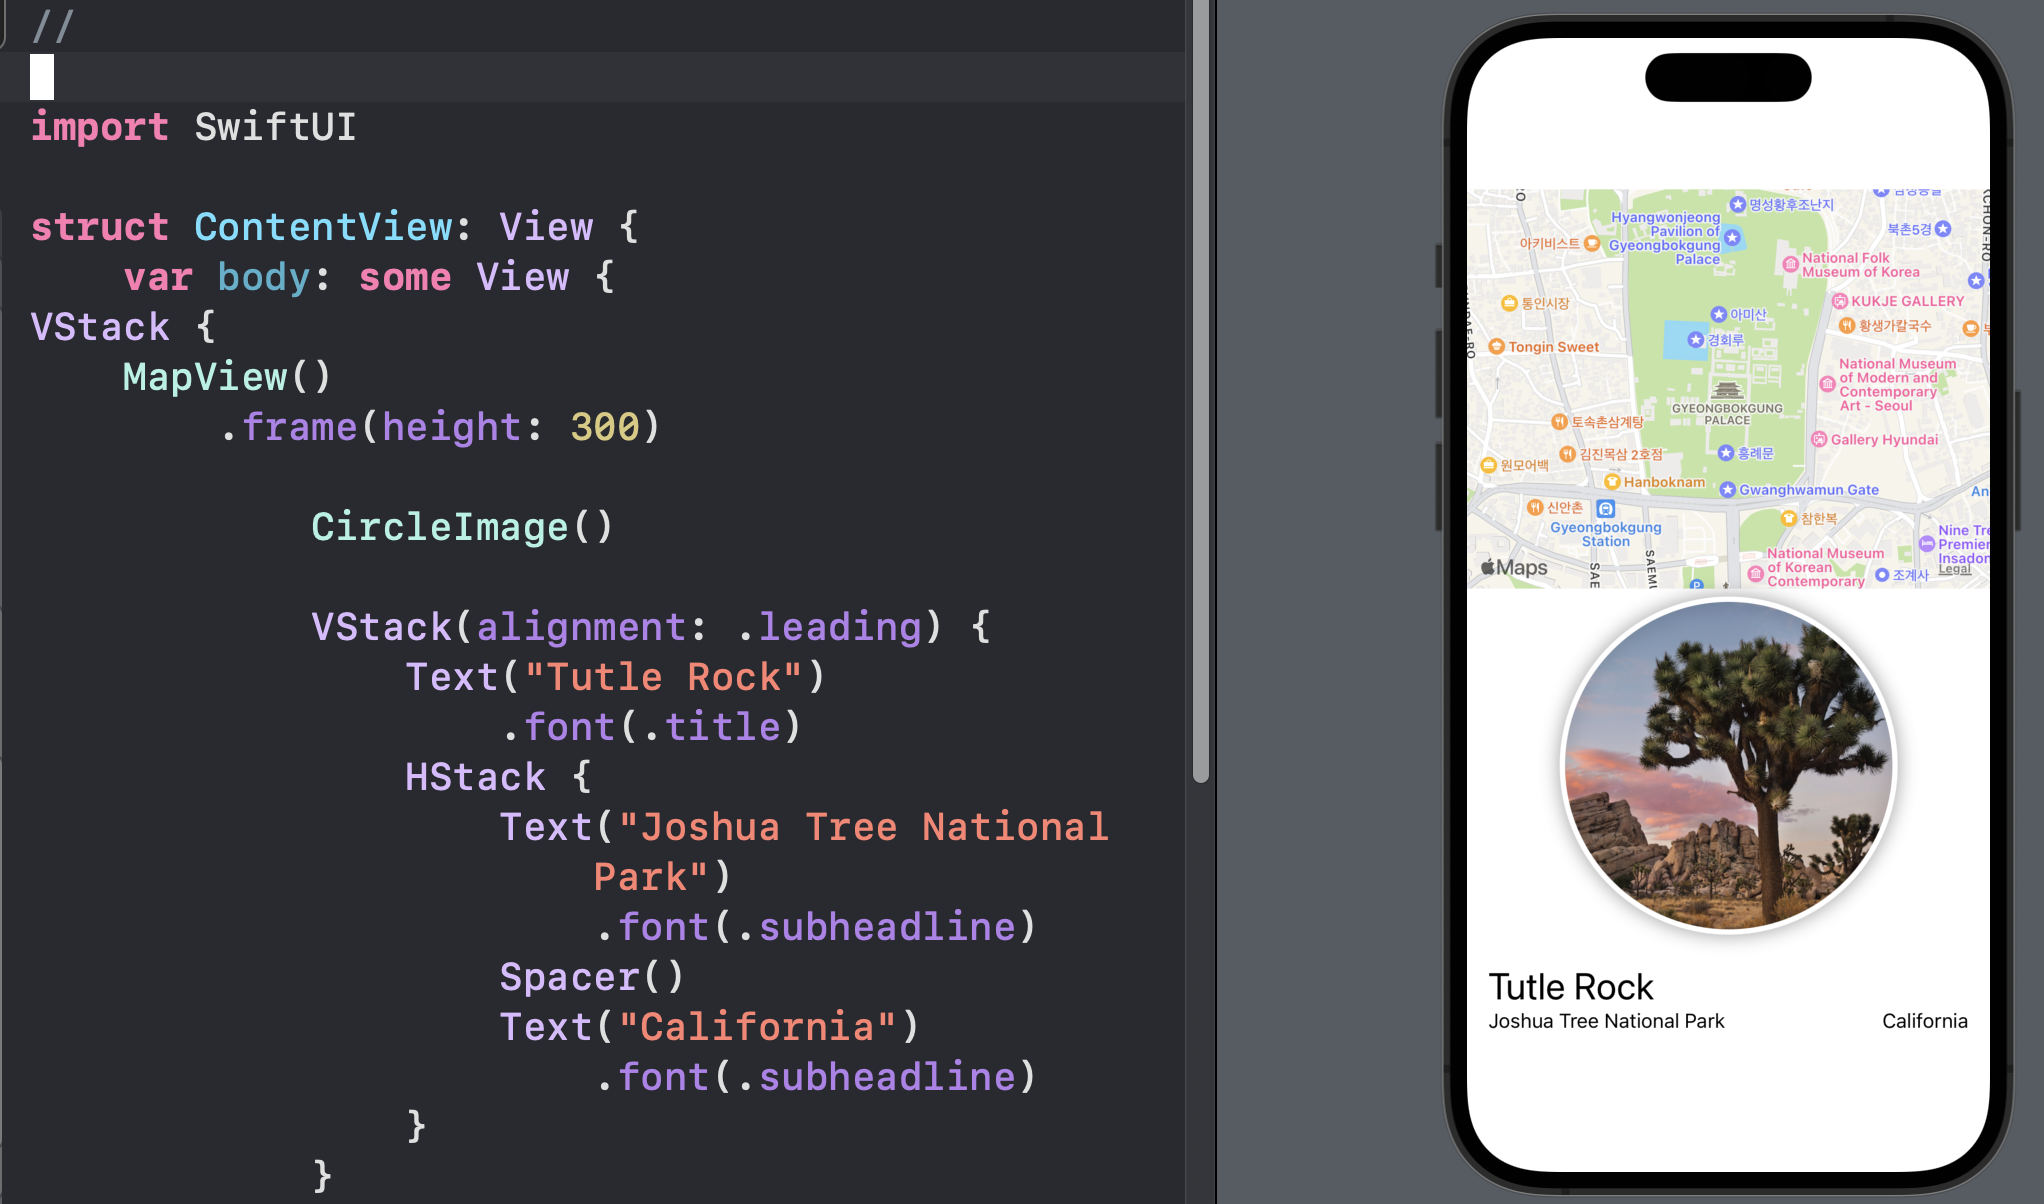 //
import SwiftUI
struct ContentView: View {
var body: some View {
VStack {
MapView()
.frame(height: 300)
CircleImage()
VStack(alignment: .leading) {
Text("Tutle Rock")
.font(.title)
HStack {
Text("Joshua Tree National
Park")
.font(.subheadline)
Spacer()
Text("California")
.font(.subheadline)
}
}
명성황후조난지
Hyangwonjeong
Pavilion of
Gyeongbokgung
Palace
북촌5경
아키비스트
National Folk
Museum of Korea
통인시장
KUKJE GALLERY
아미산
황생가칼국수
경회루
Tongin Sweet
National Museum
of Modern and
Contemporary
Art - Seoul
GYEONGBOKGUNG
PALACE
토속촌삼계탕
Gallery Hyundai
김진목삼 2호점
흥례문
원모어백
Hanboknam
Gwanghwamun Gate
An
신안촌
참한복
Gyeongbokgung
Station
Nine Tre
Premier
Insadon
National Museum
of Korean
Contemporary
조계사
Legal
Maps
SAE
SAEMU
P
Tutle Rock
Joshua Tree National Park
California